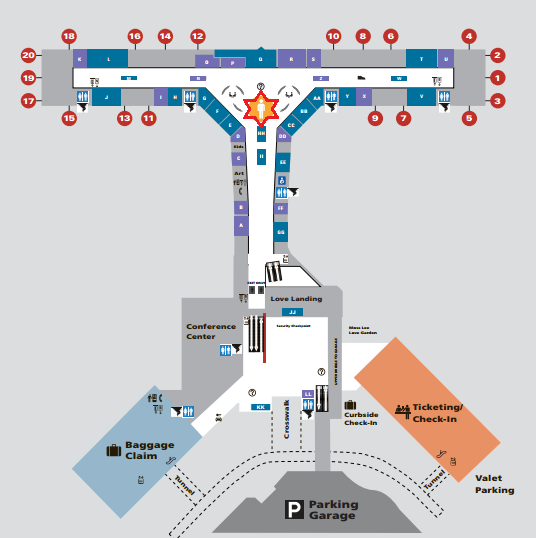 18
16
14
12
10
8
6
4
20
K
L
O
P
Q
R
S
T
U
2
19
M
N
Z
W
1
17
J
I
H
G
AA
Y
X
V
3
F
BB
15
13
11
E
CC
9
7
5
D
HH
DD
Kids
C
II
EE
Art
B
FF
A
GG
Love Landing
JJ
Conference
Center
Security Checkpoint
Moss Lee
Love Garden
LL
KK
Crosswalk
Curbside
Check-In
Ticketing/
Check-In
Baggage
Claim
Tunnel
Tunnel
Valet
Parking
P
Parking
Garage